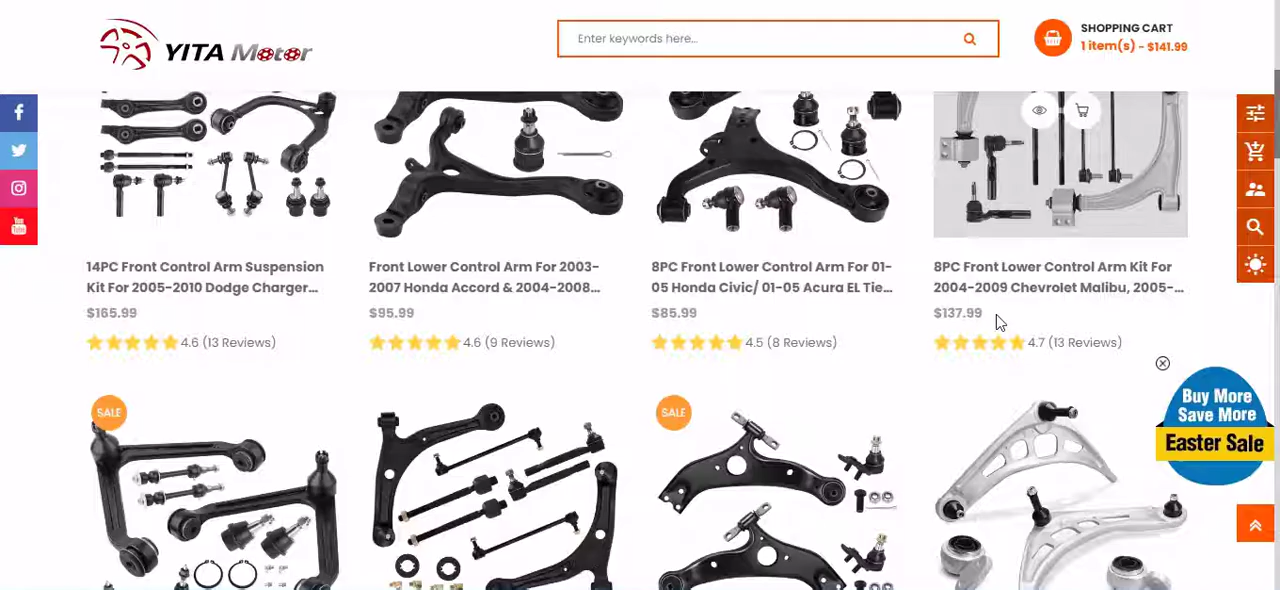 YITA Motor
Enter keywords here...
SHOPPING CART
1 item(s) - $141.99
You
Tube
14PC Front Control Arm Suspension
Kit For 2005-2010 Dodge Charger...
$165.99
4.6 (13 Reviews)
Front Lower Control Arm For 2003-
2007 Honda Accord & 2004-2008...
$95.99
4.6 (9 Reviews)
8PC Front Lower Control Arm For 01-
05 Honda Civic/ 01-05 Acura EL Tie...
$85.99
4.5 (8 Reviews)
8PC Front Lower Control Arm Kit For
2004-2009 Chevrolet Malibu, 2005-...
$137.99
4.7 (13 Reviews)
SALE
SALE
Buy More
Save More
Easter Sale